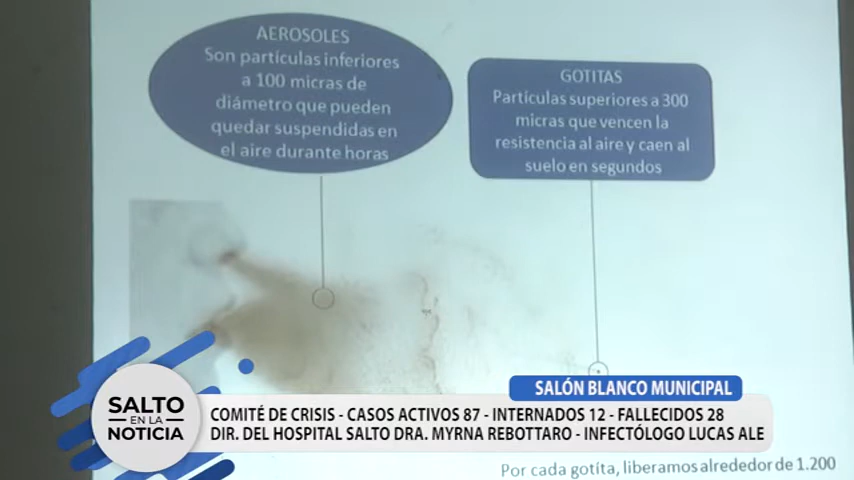 AEROSOLES
Son partículas inferiores
a 100 micras de
diámetro que pueden
quedar suspendidas en
el aire durante horas
GOTITAS
Partículas superiores a 300
micras que vencen la
resistencia al aire y caen al
suelo en segundos
SALÓN BLANCO MUNICIPAL
SALTO
EN LA
NOTICIA
COMITÉ DE CRISIS - CASOS ACTIVOS 87 - INTERNADOS 12 - FALLECIDOS 28
DIR. DEL HOSPITAL SALTO DRA. MYRNA REBOTTARO - INFECTÓLOGO LUCAS ALE
Por cada gotíta, liberamos alrededor de 1.200